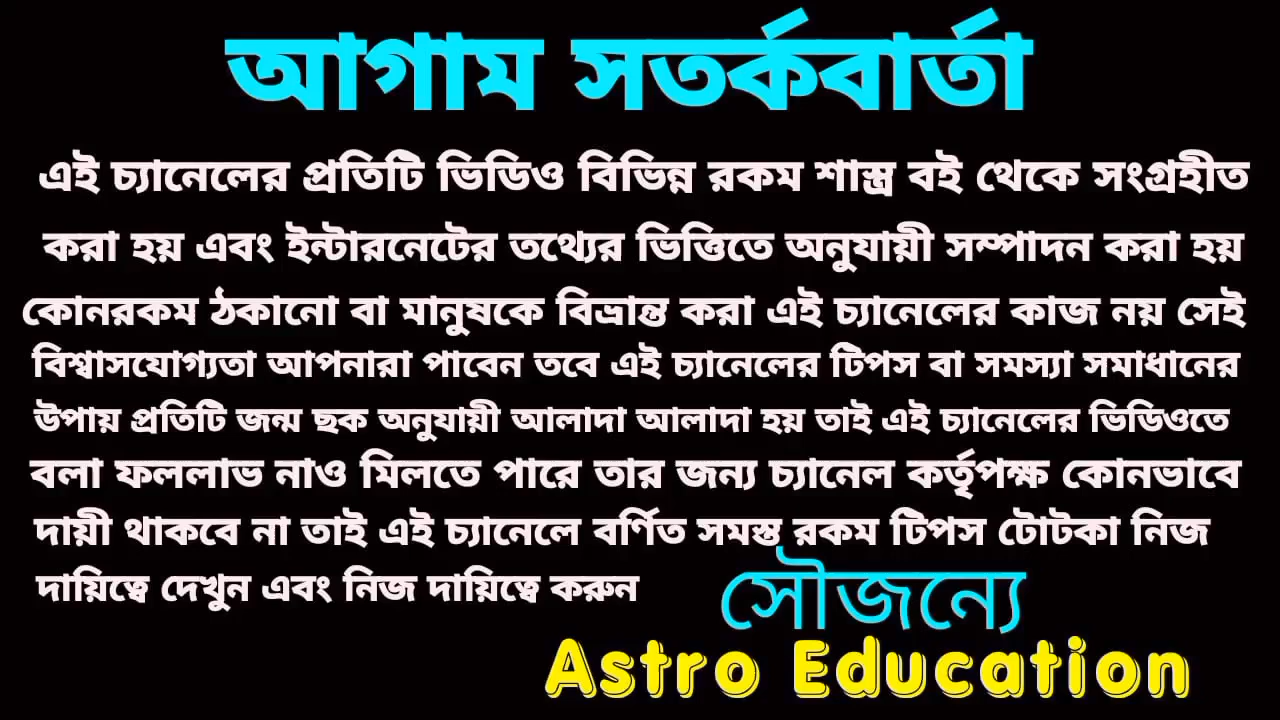 আগাম সতর্কবার্তা
এই চ্যানেলের প্রতিটি ভিডিও বিভিন্ন রকম শাস্ত্র বই থেকে সংগ্রহীত
করা হয় এবং ইন্টারনেটের তথ্যের ভিত্তিতে অনুযায়ী সম্পাদন করা হয়
কোনরকম ঠকানো বা মানুষকে বিভ্রান্ত করা এই চ্যানেলের কাজ নয় সেই
বিশ্বাসযোগ্যতা আপনারা পাবেন তবে এই চ্যানেলের টিপস বা সমস্যা সমাধানের
উপায় প্রতিটি জন্ম ছক অনুযায়ী আলাদা আলাদা হয় তাই এই চ্যানেলের ভিডিওতে
বলা ফললাভ নাও মিলতে পারে তার জন্য চ্যানেল কর্তৃপক্ষ কোনভাবে
দায়ী থাকবে না তাই এই চ্যানেলে বর্ণিত সমস্ত রকম টিপস টোটকা নিজ
দায়িত্বে দেখুন এবং নিজ দায়িত্বে করুন
সৌজন্যে
Astro Education